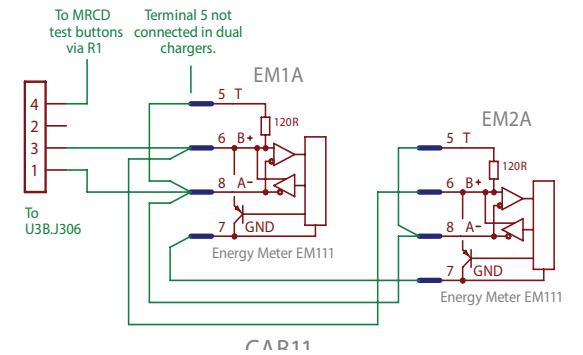 To MRCD
test buttons
via R1
Terminal 5 not
connected in dual
chargers.
EM1A
5 T
120R
6 B+
8 A-
7 GND
Energy Meter EM111
4
2
3
1
To
U3B.J306
EM2A
5 T
120R
6 B+
8 A-
7 GND
Energy Meter EM111
CAB11